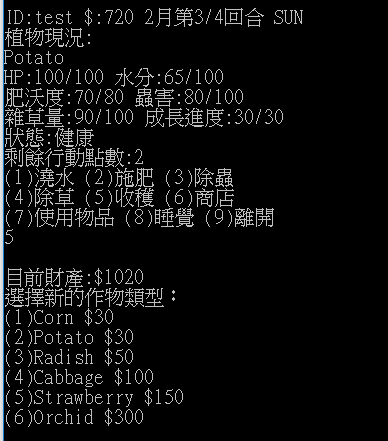 ID:test $:720 2月第3/4回合 SUN
植物現況:
Potato
HP:100/100 水分:65/100
肥沃度:70/80 蟲害:80/100
雜草量:90/100 成長進度:30/30
狀態:健康
剩餘行動點數:2
(1)澆水 (2)施肥 (3)除蟲
(4)除草 (5)收穫 (6)商店
(7)使用物品 (8)睡覺 (9)離開
5
目前財產:$1020
選擇新的作物類型：
(1)Corn $30
(2)Potato $30
(3)Radish $50
(4)Cabbage $100
(5)Strawberry $150
(6)Orchid $300